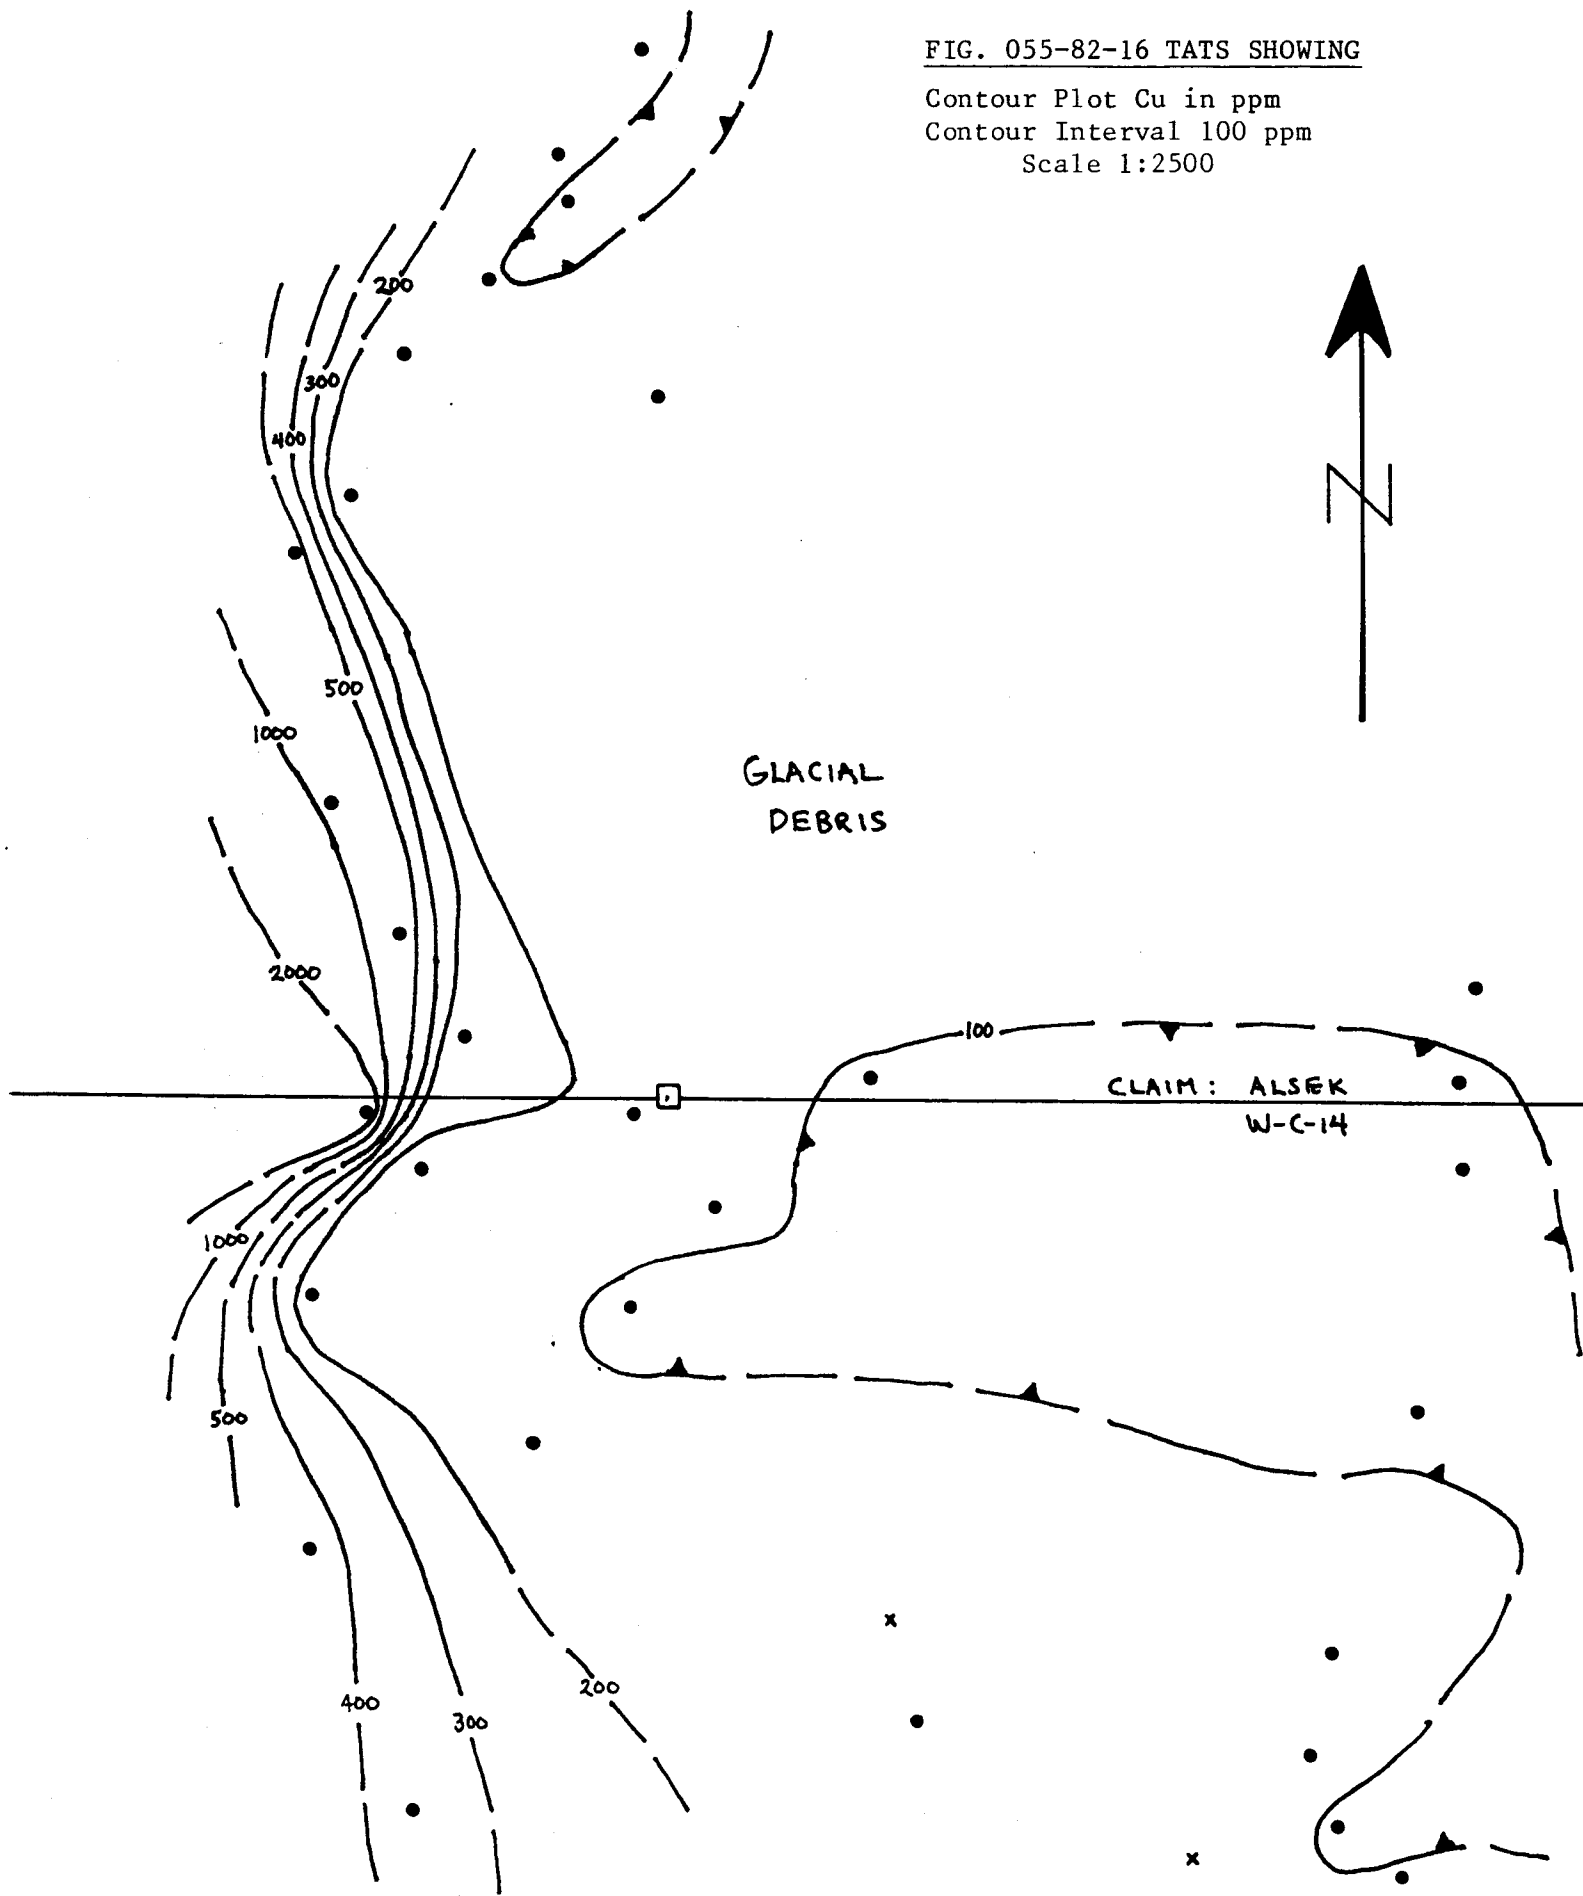 FIG. 055-82-16 TATS SHOWING
Contour Plot Cu in ppm
Contour Interval 100 ppm
Scale 1:2500
200
300
400
N
500
1000
GLACIAL
DEBRIS
2000
100
CLAIM: ALSEK
W-C-14
1000
500
200
400
300